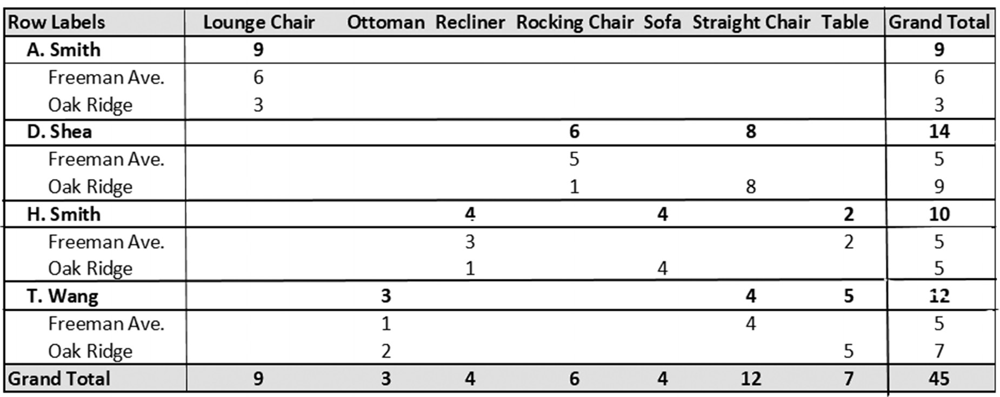 Row Labels Lounge Chair Ottoman Recliner Rocking Chair Sofa Straight Chair Table Grand Total
A. Smith 9 9
Freeman Ave. 6 6
Oak Ridge 3 3
D. Shea 6 8 14
Freeman Ave. 5 5
Oak Ridge 1 8 9
H. Smith 4 4 2 10
Freeman Ave. 3 2 5
Oak Ridge 1 4 5
T. Wang 3 4 5 12
Freeman Ave. 1 4 5
Oak Ridge 2 5 7
Grand Total 9 3 4 6 4 12 7 45